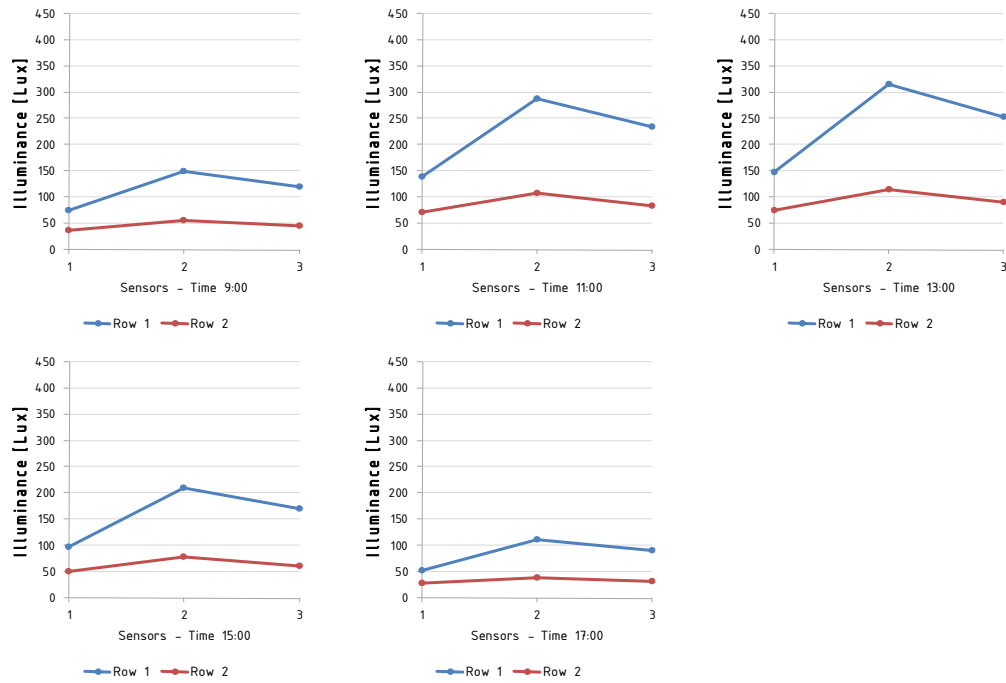 450
400
350
300
250
200
150
100
50
0
Illuminance [Lux]
1 2 3
Sensors - Time 9:00
Row 1 Row 2
450
400
350
300
250
200
150
100
50
0
Illuminance [Lux]
1 2 3
Sensors - Time 11:00
Row 1 Row 2
450
400
350
300
250
200
150
100
50
0
Illuminance [Lux]
1 2 3
Sensors - Time 13:00
Row 1 Row 2
450
400
350
300
250
200
150
100
50
0
Illuminance [Lux]
1 2 3
Sensors - Time 15:00
Row 1 Row 2
450
400
350
300
250
200
150
100
50
0
Illuminance [Lux]
1 2 3
Sensors - Time 17:00
Row 1 Row 2